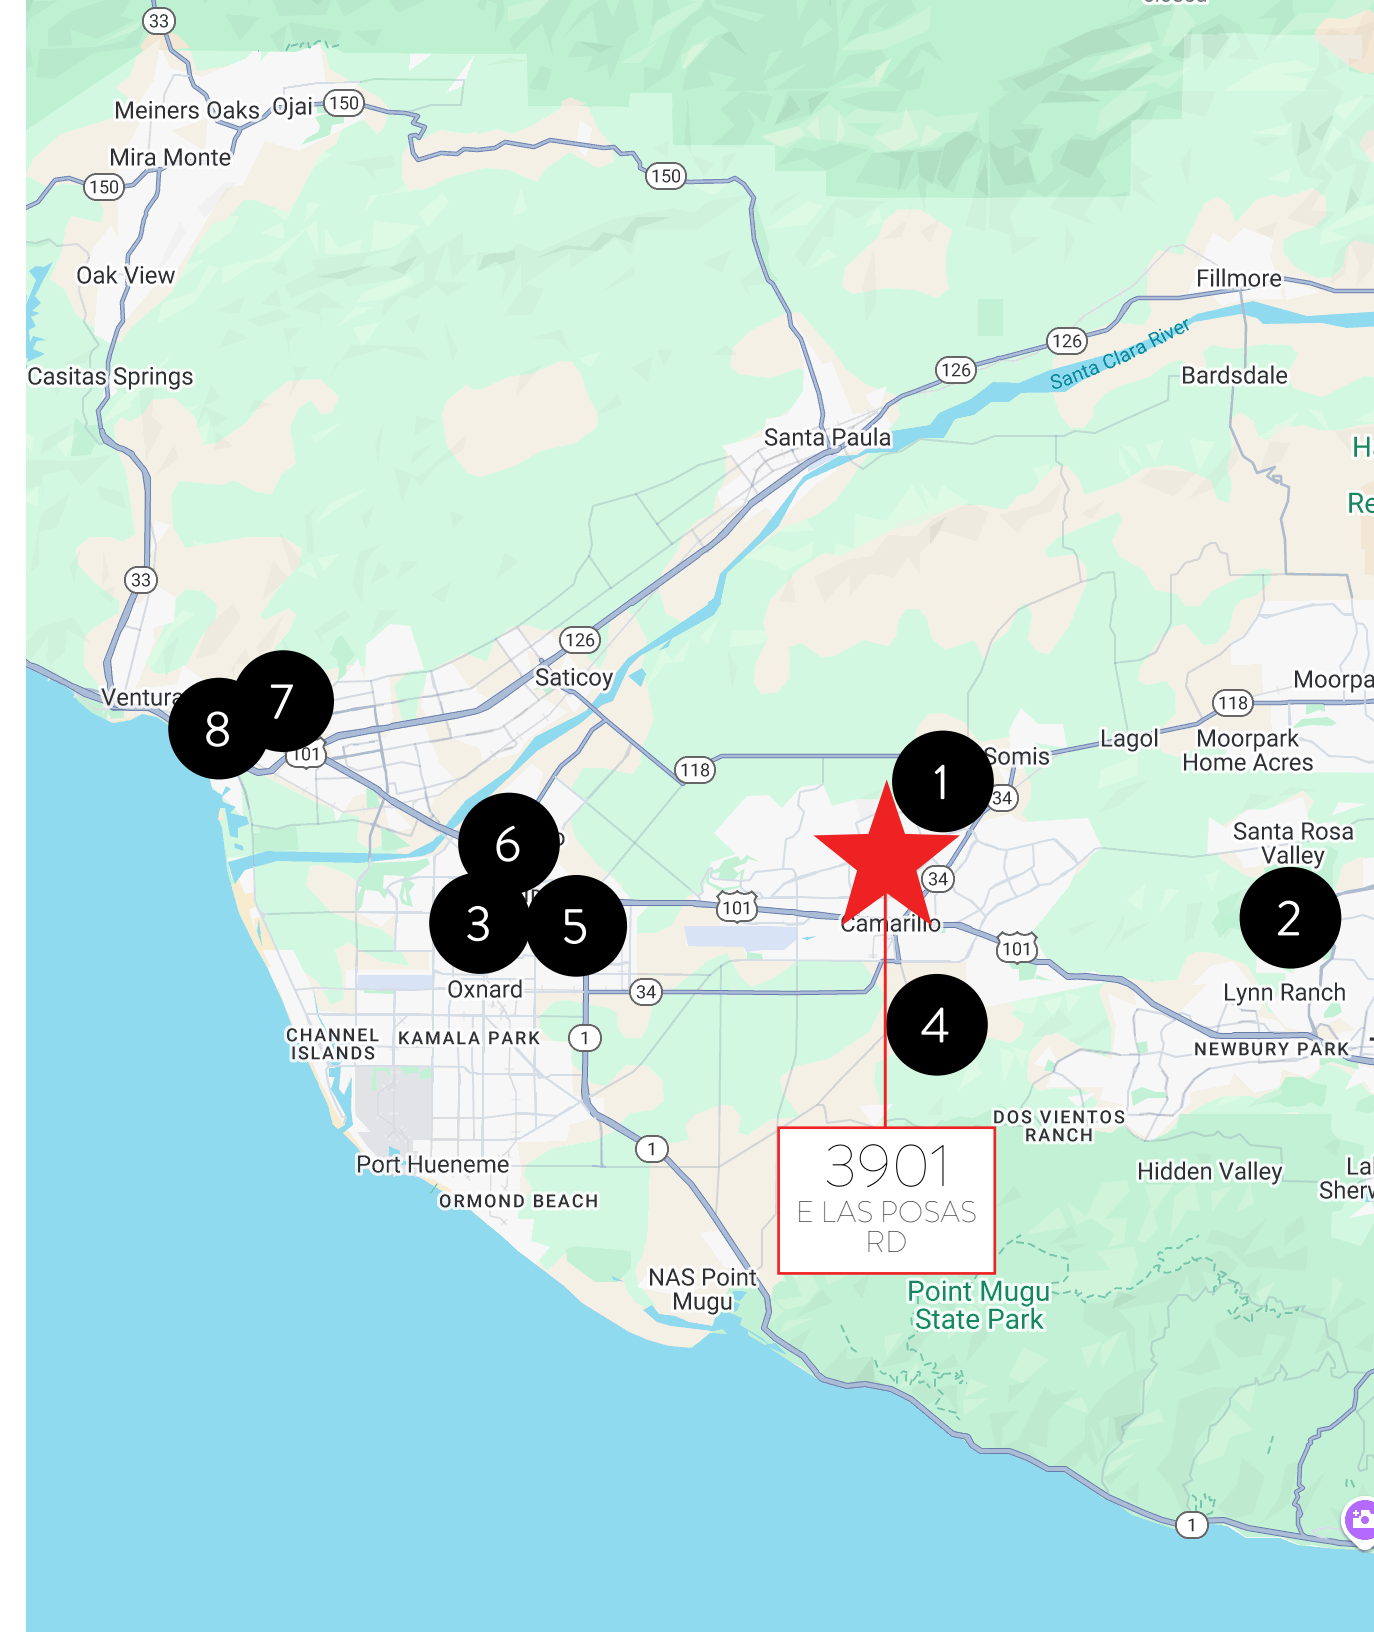 33
Meiners Oaks
Ojai
150
Mira Monte
150
150
Oak View
Fillmore
126
Santa Clara River
126
Casitas Springs
Bardsdale
Santa Paula
33
126
Saticoy
Ventura
7
8
101
118
Moorpa
118
Lagol
Moorpark
Home Acres
Somis
1
34
118
6
Santa Rosa
Valley
34
101
3
5
Camarillo
101
2
Oxnard
34
Lynn Ranch
4
CHANNEL
ISLANDS
KAMALA PARK
1
NEWBURY PARK
DOS VIENTOS
RANCH
1
Port Hueneme
ORMOND BEACH
Hidden Valley
3901
E LAS POSAS
RD
NAS Point
Mugu
Point Mugu
State Park
1